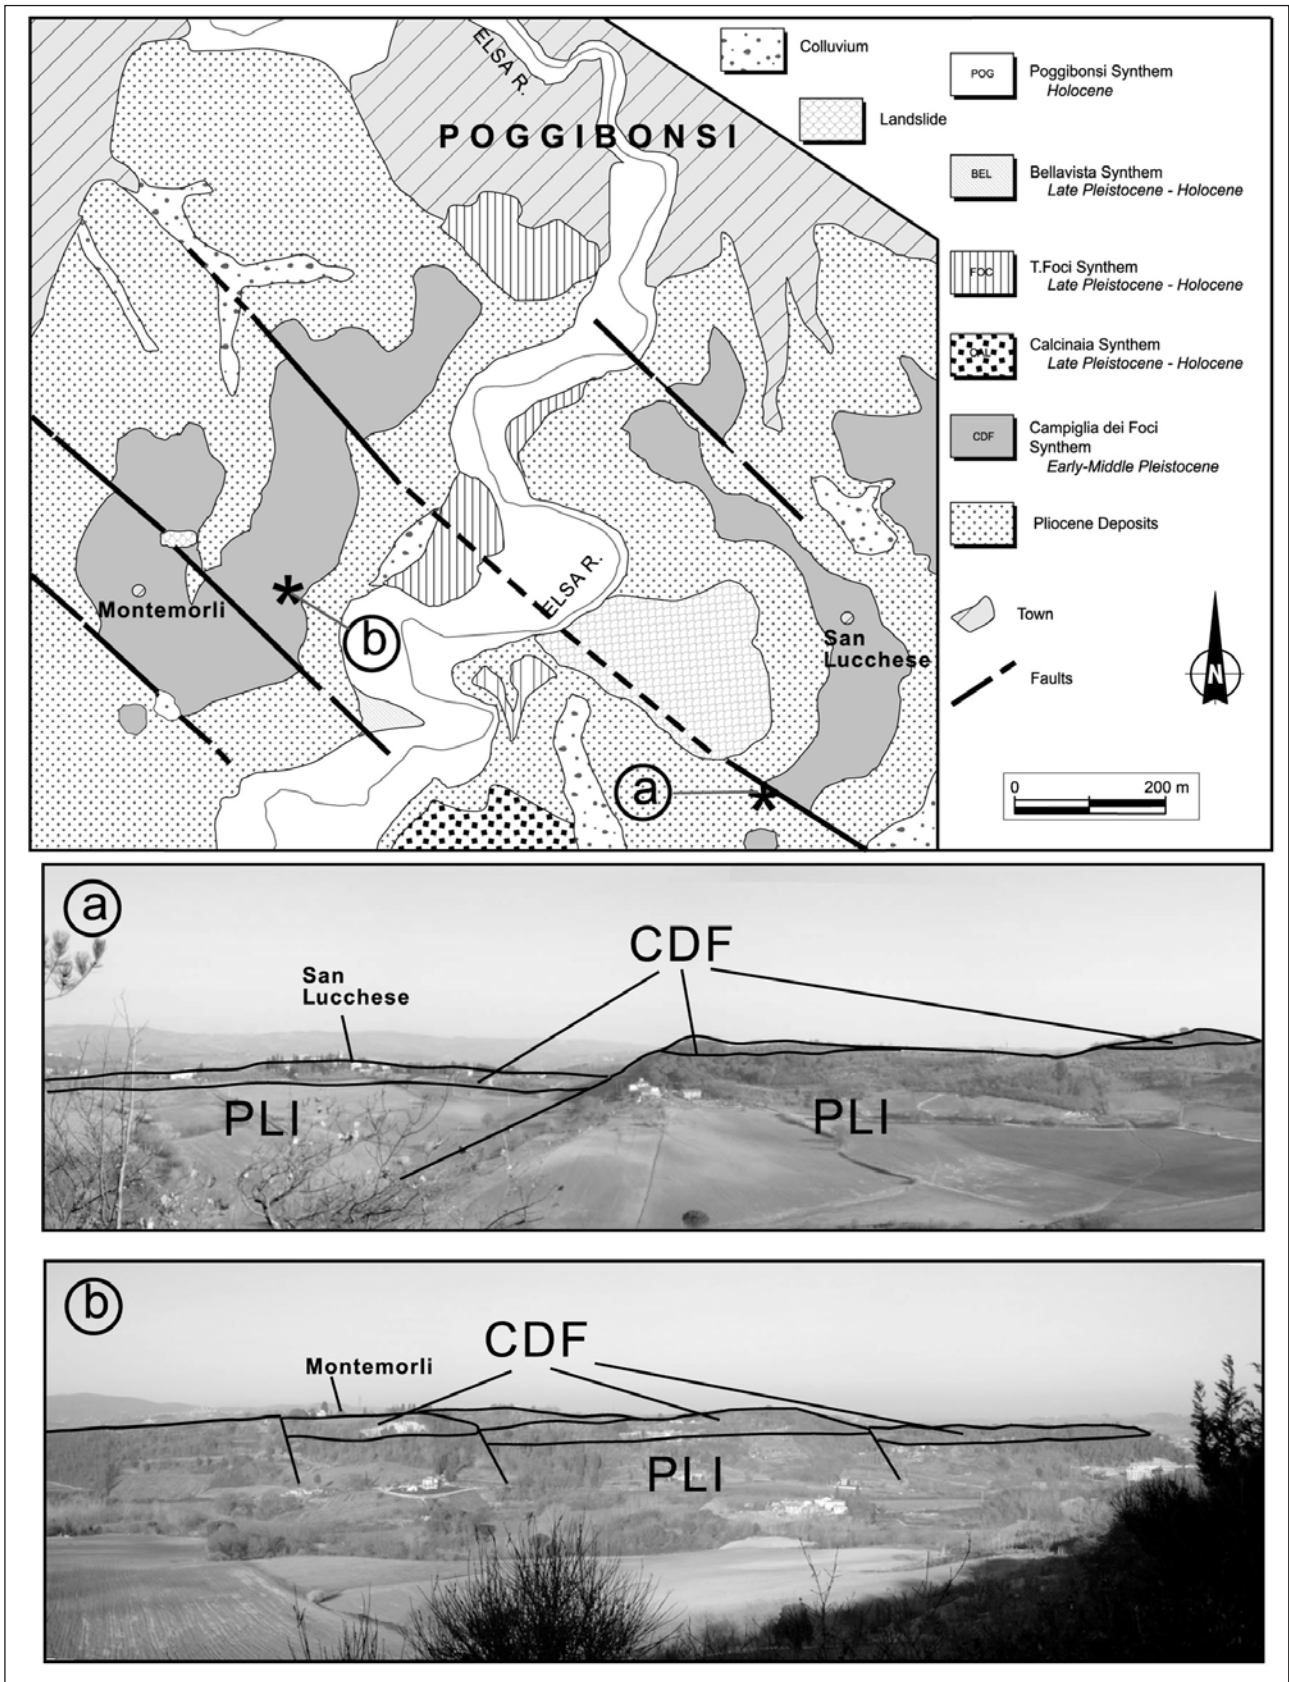 ELSA R.
POGGIBONSI
Montemorli
b
ELSA R.
San
Lucchese
a
Colluvium
Landslide
POG
Poggibonsi Synthem
Holocene
BEL
Bellavista Synthem
Late Pleistocene - Holocene
FOC
T.Foci Synthem
Late Pleistocene - Holocene
CAL
Calcinaia Synthem
Late Pleistocene - Holocene
CDF
Campiglia dei Foci
Synthem
Early-Middle Pleistocene
Pliocene Deposits
Town
Faults
N
0 200 m
a
CDF
San
Lucchese
PLI
PLI
b
CDF
Montemorli
PLI